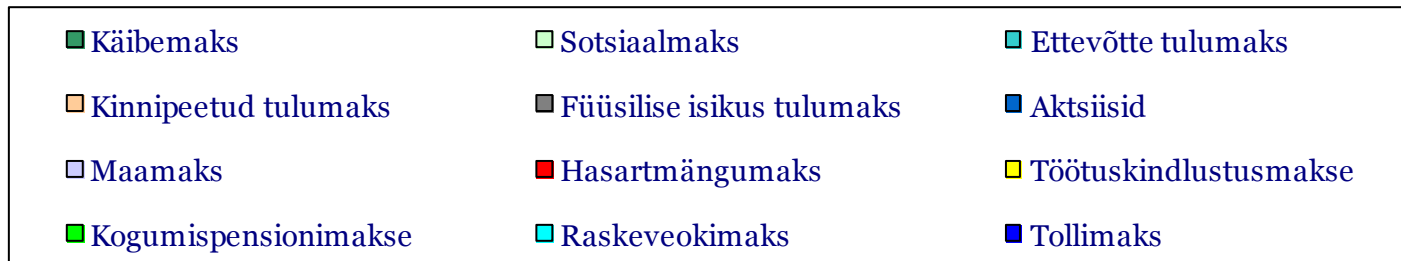 Käibemaks Sotsiaalmaks Ettevõtte tulumaks
Kinnipeetud tulumaks Füüsilise isikus tulumaks Aktsiisid
Maamaks Hasartmängumaks Töötuskindlustusmakse
Kogumispensionimakse Raskeveokimaks Tollimaks